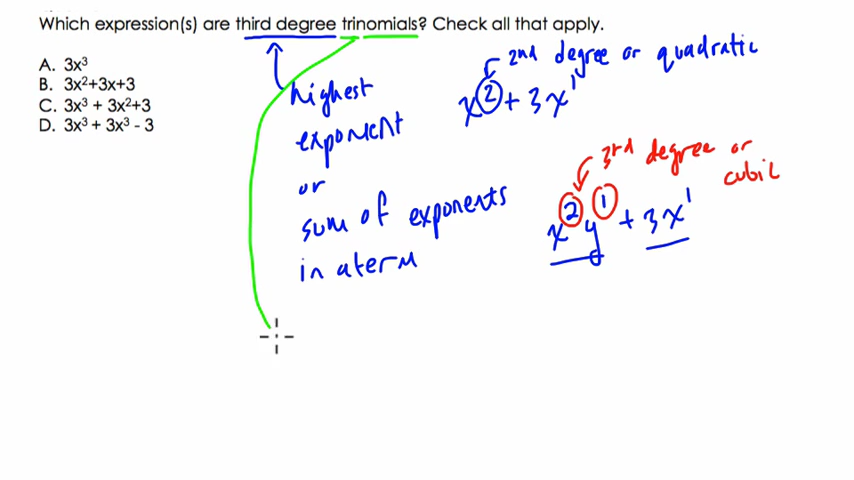 Which expression(s) are third degree trinomials? Check all that apply.
A. 3x³
B. 3x²+3x+3
C. 3x³ + 3x²+3
D. 3x³ + 3x³ - 3
highest
exponent
or
sum of exponents
in a term
2nd degree or quadratic
x² + 3x¹
3rd degree or
cubic
x²y¹ + 3x¹